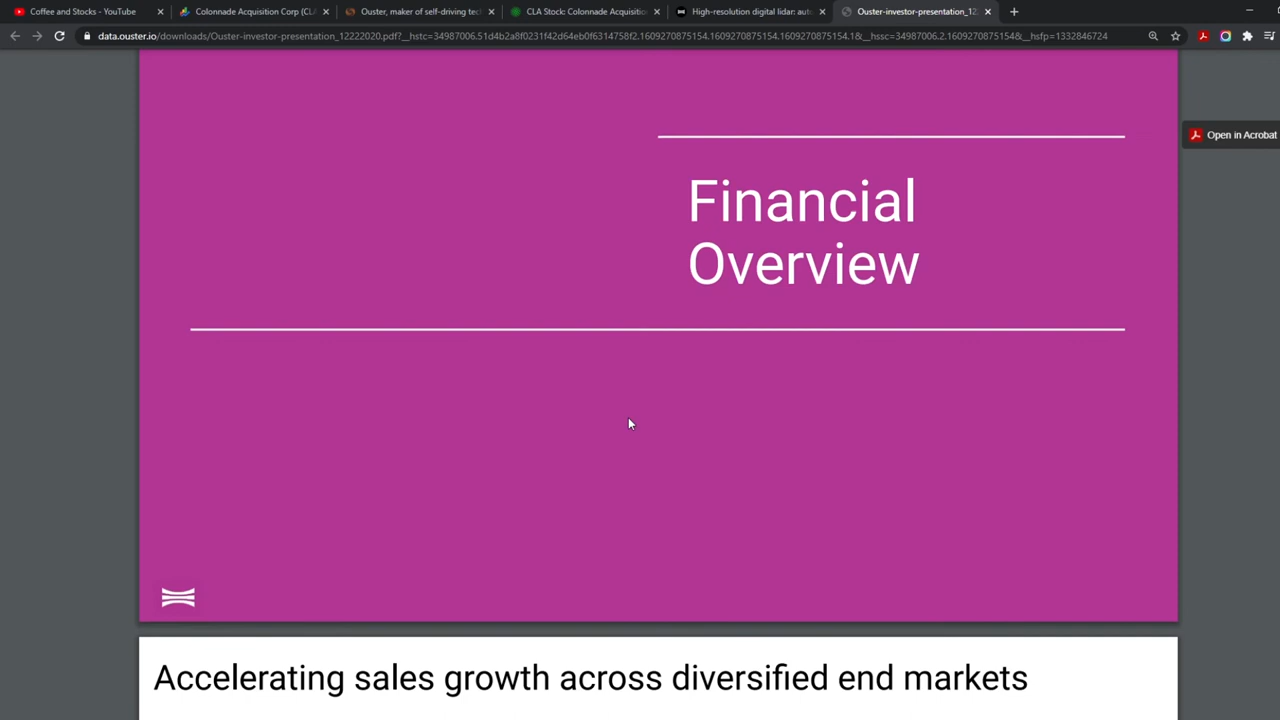 Coffee and Stocks - YouTube
Colonnade Acquisition Corp (CLA
Ouster, maker of self-driving tec
CLA Stock: Colonnade Acquisitio
High-resolution digital lidar: aut
Ouster-investor-presentation_12
data.ouster.io/downloads/Ouster-investor-presentation_12222020.pdf?__hstc=34987006.51d4b2a8f0231f42d64eb0f6314758f2.1609270875154.1609270875154.1609270875154.1&__hssc=34987006.2.1609270875154&__hsfp=1332846724
Open in Acrobat
Financial
Overview
Accelerating sales growth across diversified end markets